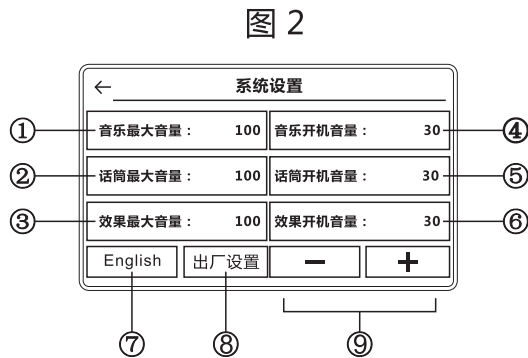 图 2
←
系统设置
① 音乐最大音量： 100 音乐开机音量： 30 ④
② 话筒最大音量： 100 话筒开机音量： 30 ⑤
③ 效果最大音量： 100 效果开机音量： 30 ⑥
English 出厂设置 − +
⑦ ⑧ ⑨